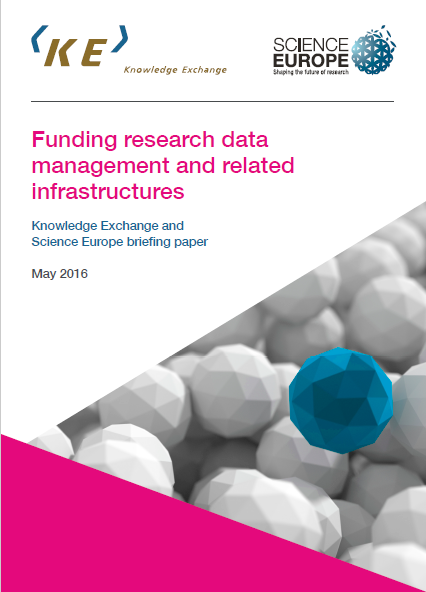 KE
Knowledge Exchange
SCIENCE
EUROPE
Shaping the future of research
Funding research data
management and related
infrastructures
Knowledge Exchange and
Science Europe briefing paper
May 2016